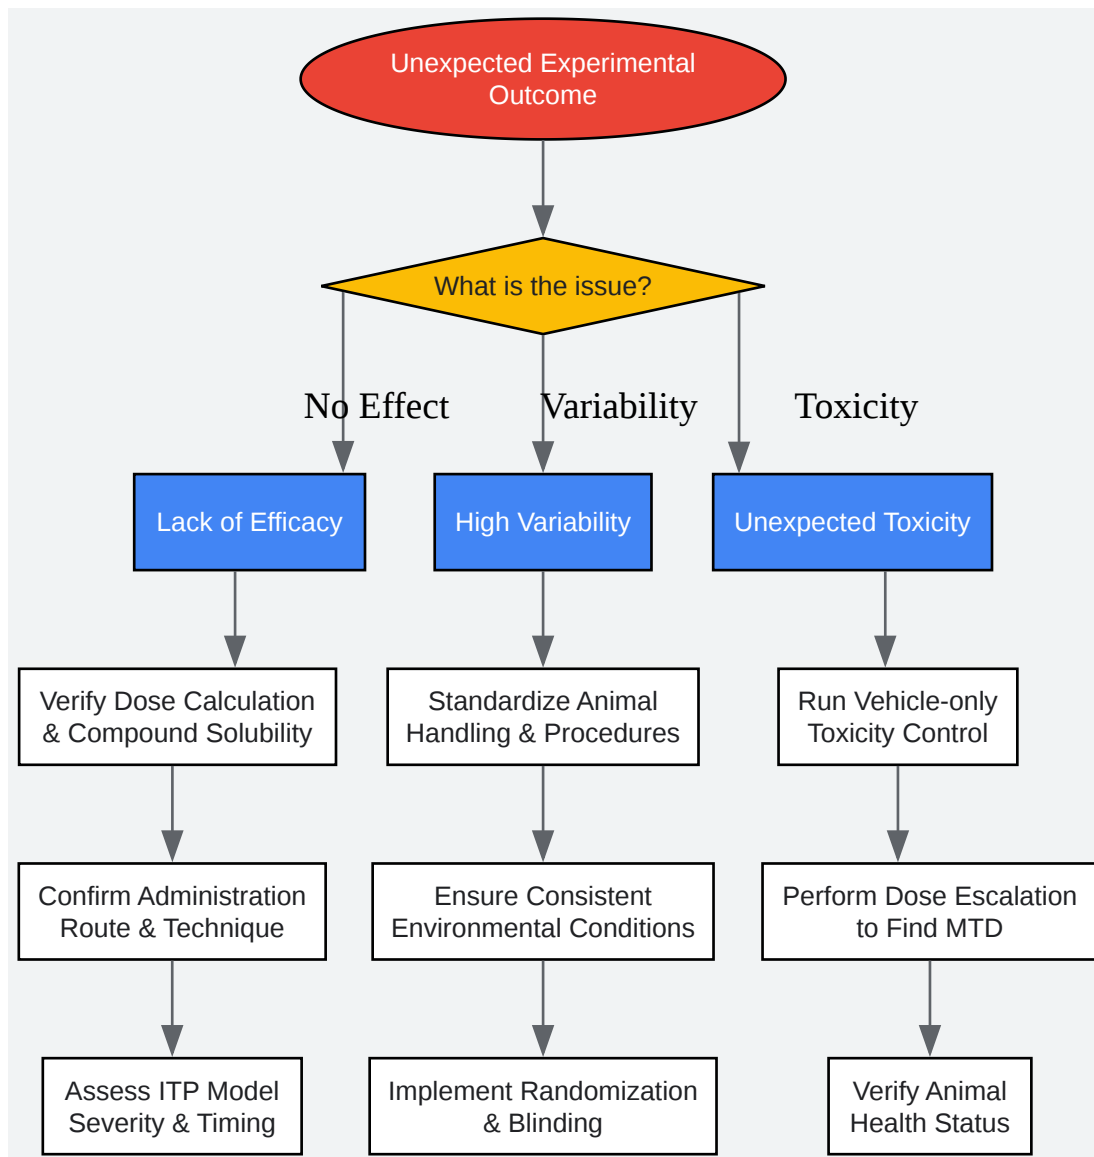 Unexpected Experimental
Outcome
What is the issue?
No Effect
Variability
Toxicity
Lack of Efficacy
High Variability
Unexpected Toxicity
Verify Dose Calculation
& Compound Solubility
Standardize Animal
Handling & Procedures
Run Vehicle-only
Toxicity Control
Confirm Administration
Route & Technique
Ensure Consistent
Environmental Conditions
Perform Dose Escalation
to Find MTD
Assess ITP Model
Severity & Timing
Implement Randomization
& Blinding
Verify Animal
Health Status